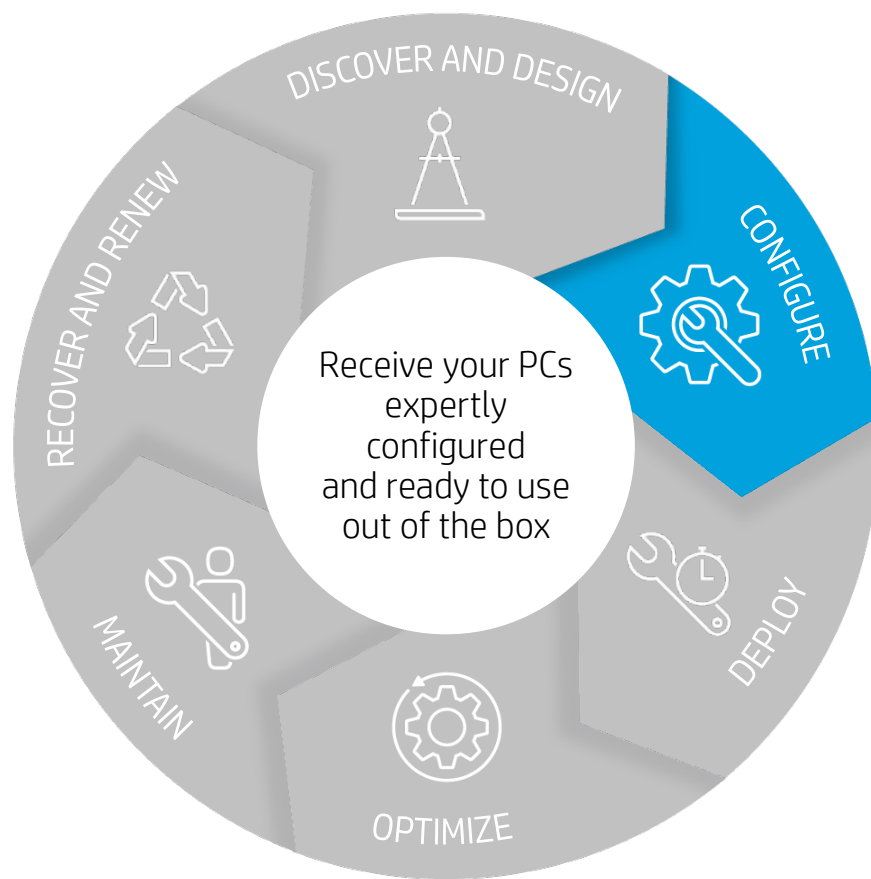 DISCOVER AND DESIGN
CONFIGURE
DEPLOY
OPTIMIZE
MAINTAIN
RECOVER AND RENEW
Receive your PCs
expertly
configured
and ready to use
out of the box